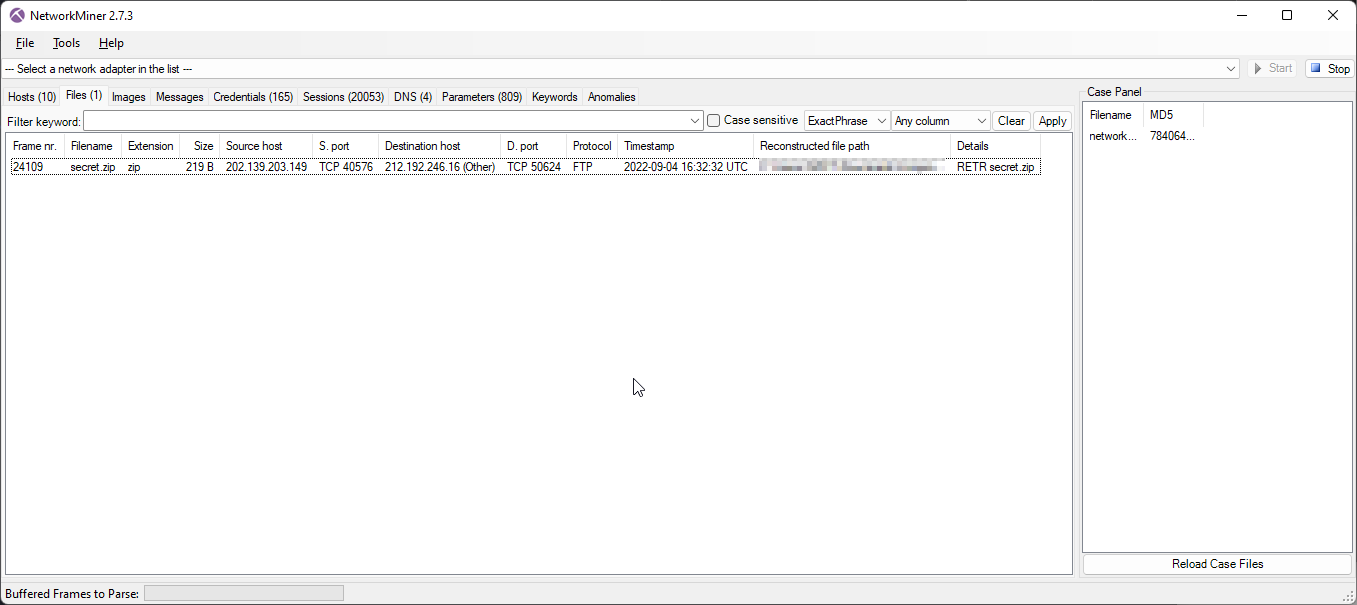 NetworkMiner 2.7.3
File Tools Help
--- Select a network adapter in the list --- Start Stop
Hosts (10) Files (1) Images Messages Credentials (165) Sessions (20053) DNS (4) Parameters (809) Keywords Anomalies
Case Panel
Filter keyword: Case sensitive ExactPhrase Any column Clear Apply
Filename MD5
network... 784064...
Frame nr. Filename Extension Size Source host S. port Destination host D. port Protocol Timestamp Reconstructed file path Details
24109 secret.zip zip 219 B 202.139.203.149 TCP 40576 212.192.246.16 (Other) TCP 50624 FTP 2022-09-04 16:32:32 UTC RETR secret.zip
Reload Case Files
Buffered Frames to Parse: